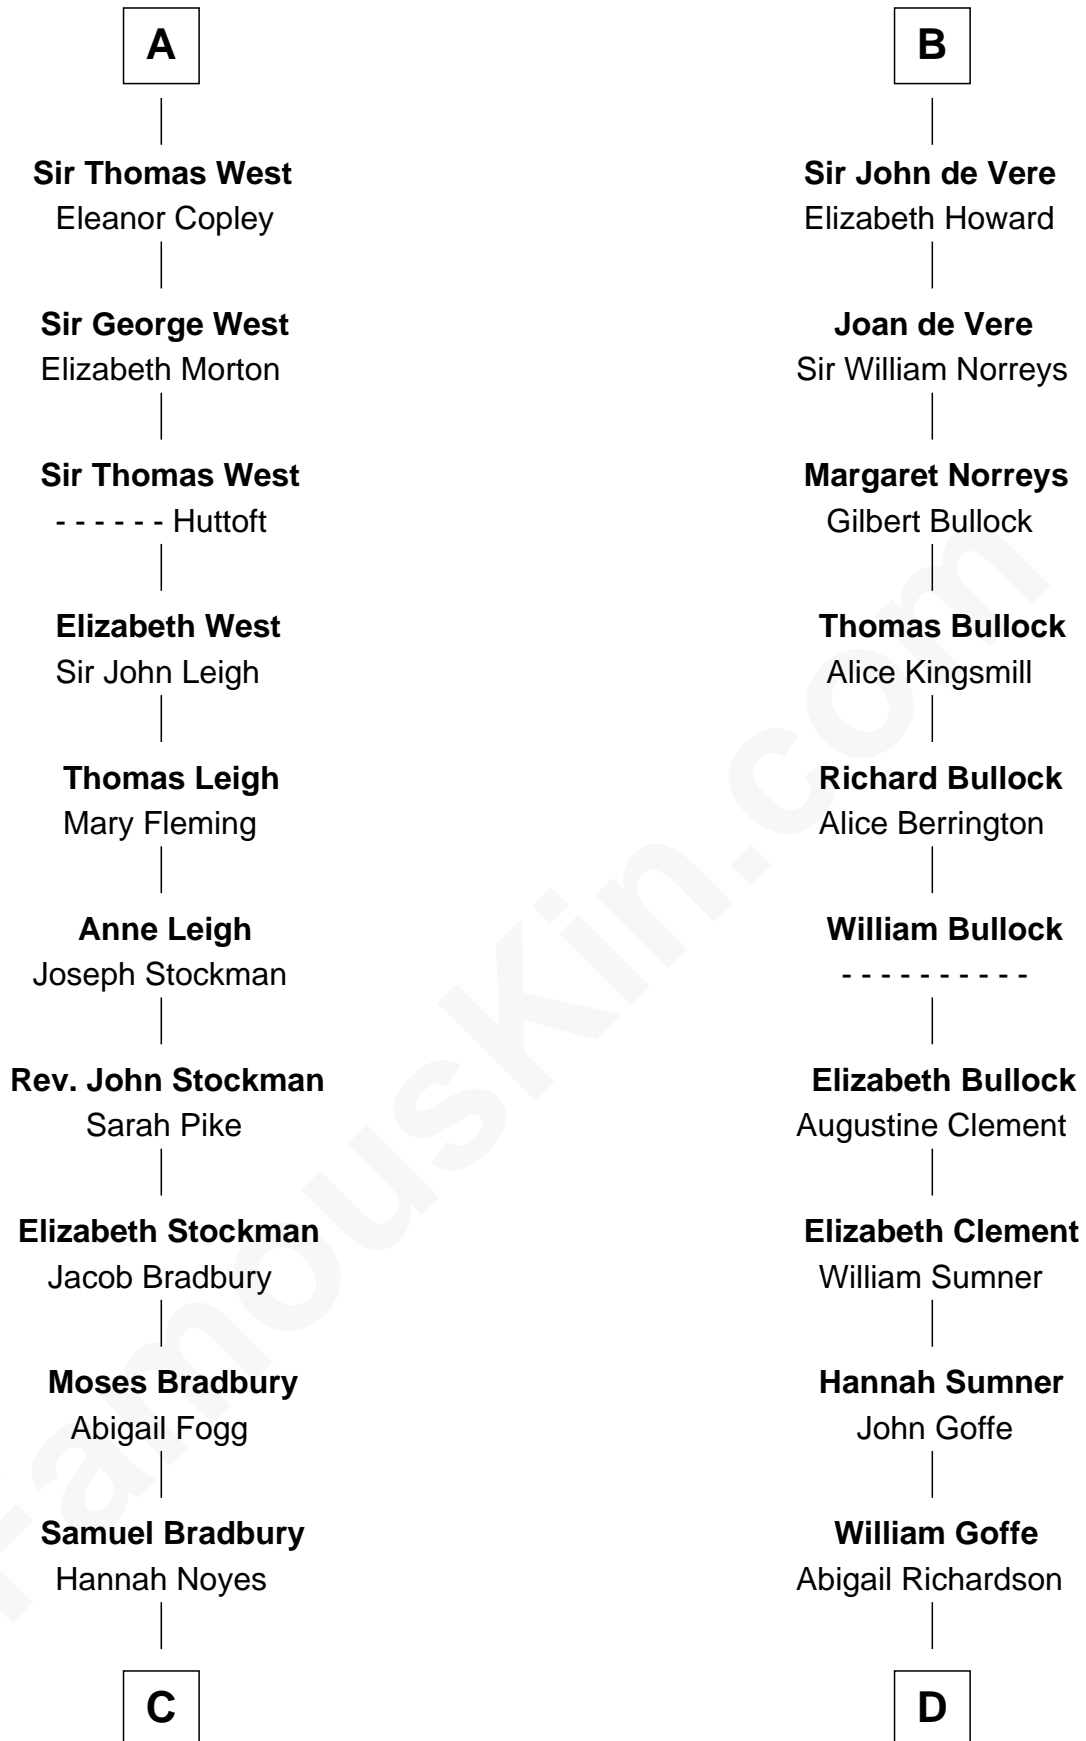 A
Sir Thomas West
Eleanor Copley
Sir George West
Elizabeth Morton
Sir Thomas West
- - - - - - Huttoft
Elizabeth West
Sir John Leigh
Thomas Leigh
Mary Fleming
Anne Leigh
Joseph Stockman
Rev. John Stockman
Sarah Pike
Elizabeth Stockman
Jacob Bradbury
Moses Bradbury
Abigail Fogg
Samuel Bradbury
Hannah Noyes
C
B
Sir John de Vere
Elizabeth Howard
Joan de Vere
Sir William Norreys
Margaret Norreys
Gilbert Bullock
Thomas Bullock
Alice Kingsmill
Richard Bullock
Alice Berrington
William Bullock
- - - - - - - - - -
Elizabeth Bullock
Augustine Clement
Elizabeth Clement
William Sumner
Hannah Sumner
John Goffe
William Goffe
Abigail Richardson
D
FamousKin.com